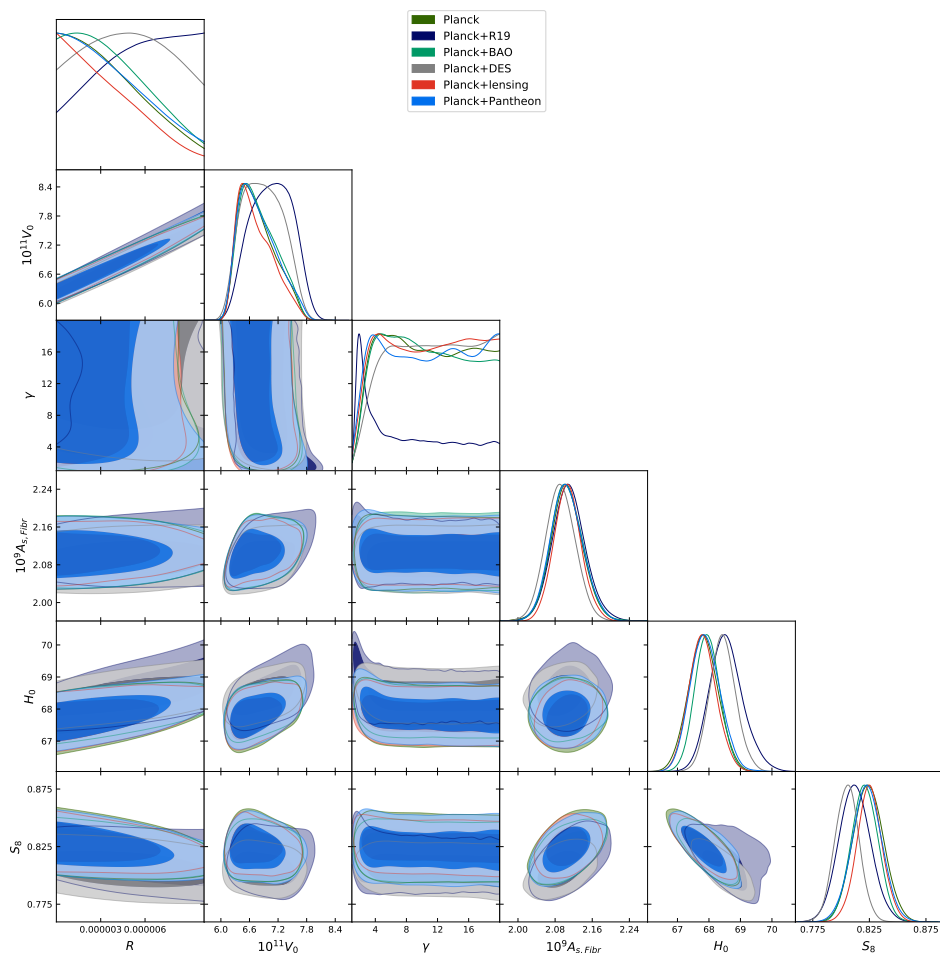 Planck
Planck+R19
Planck+BAO
Planck+DES
Planck+lensing
Planck+Pantheon
8.4
7.8
7.2
6.6
6.0
10¹¹V₀
16
12
8
4
γ
2.24
2.16
2.08
2.00
10⁹A_{s,Fibr}
70
69
68
67
H₀
0.875
0.825
0.775
S₈
0.000003 0.000006
6.0 6.6 7.2 7.8 8.4
4 8 12 16
2.00 2.08 2.16 2.24
67 68 69 70
0.775 0.825 0.875
R 10¹¹V₀ γ 10⁹A_{s,Fibr} H₀ S₈